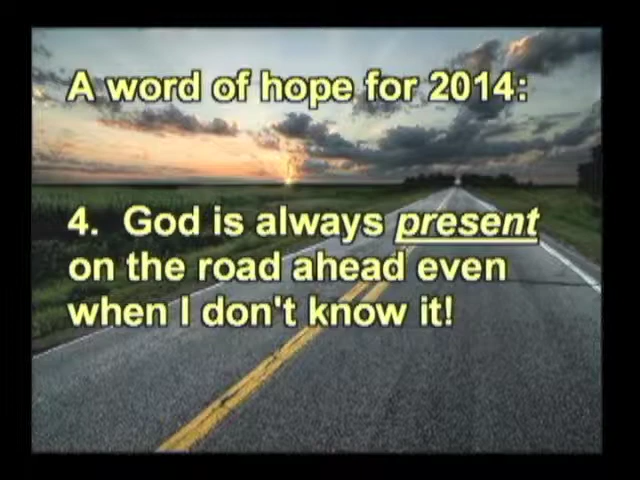 A word of hope for 2014:
4. God is always present
on the road ahead even
when I don't know it!